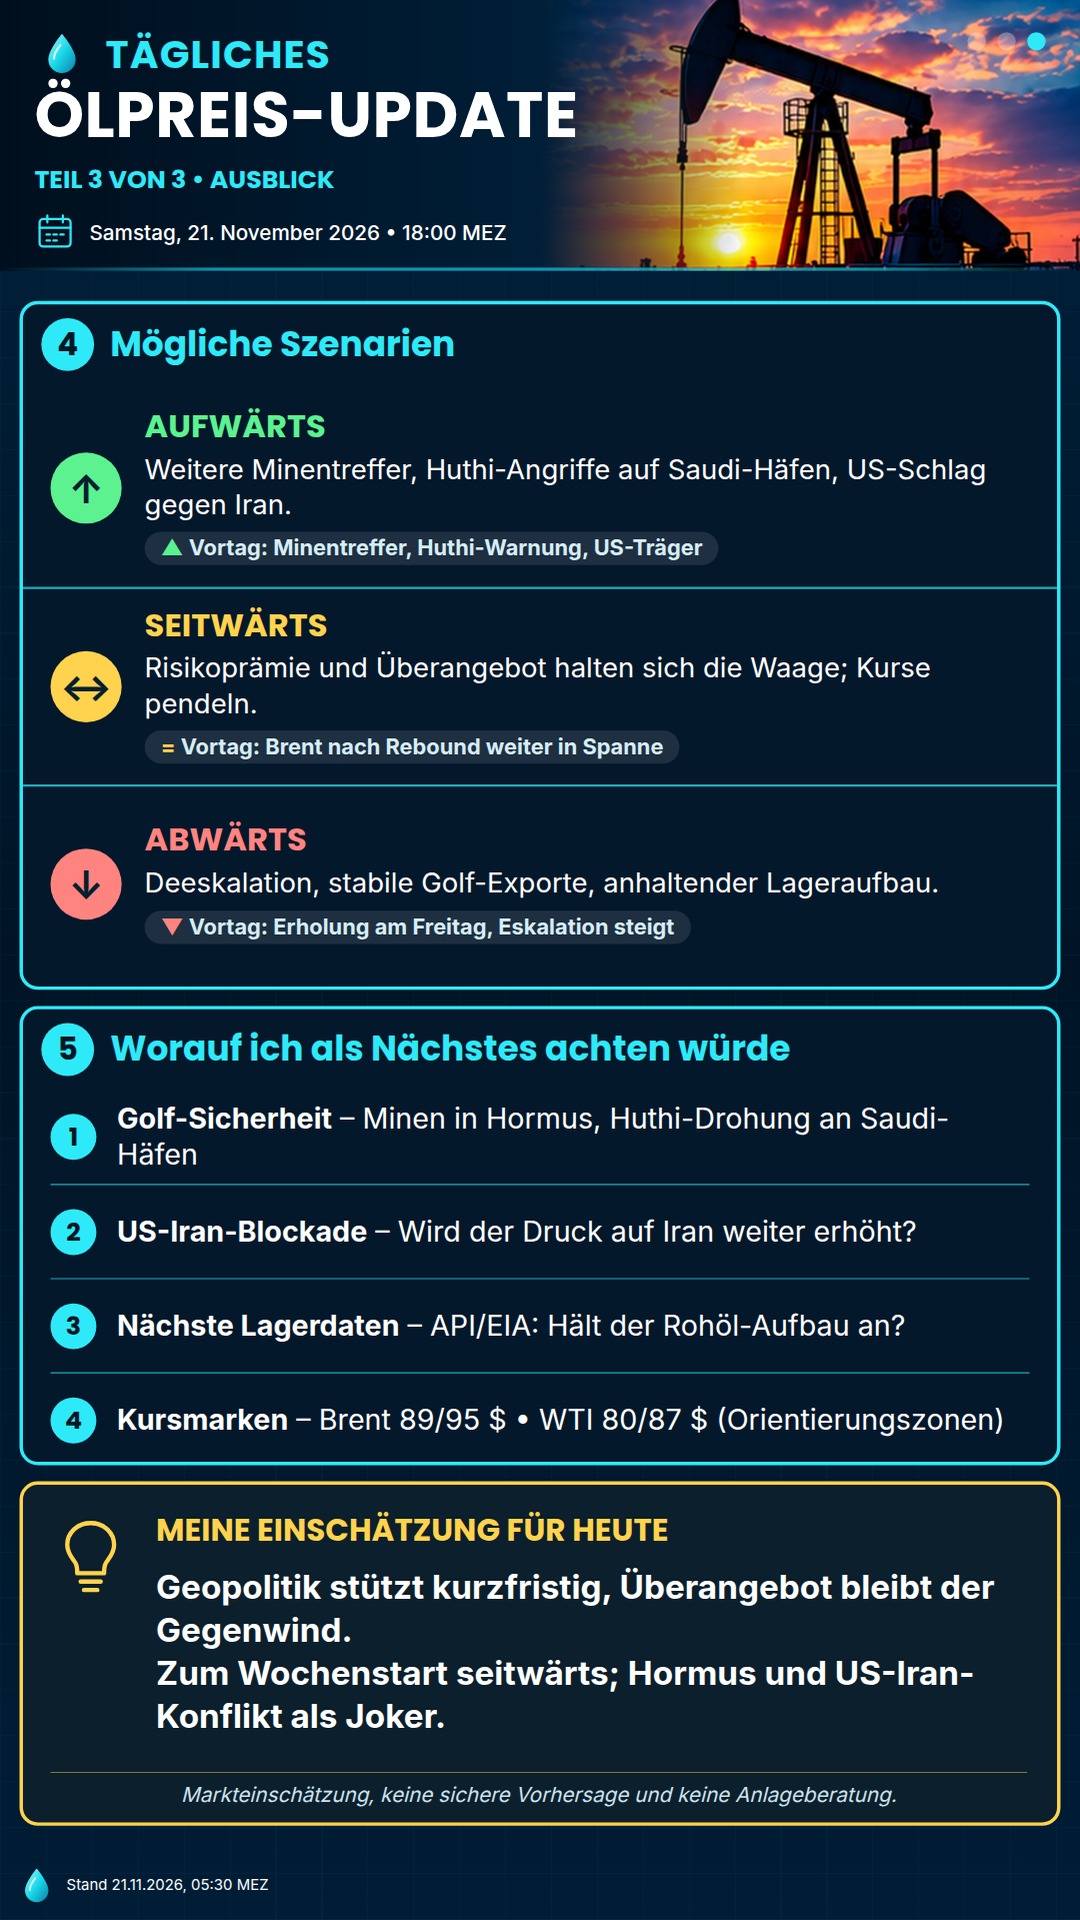 TÄGLICHES
ÖLPREIS-UPDATE
TEIL 3 VON 3 • AUSBLICK
Samstag, 21. November 2026 • 18:00 MEZ
4 Mögliche Szenarien
AUFWÄRTS
↑ Weitere Minentreffer, Huthi-Angriffe auf Saudi-Häfen, US-Schlag
gegen Iran.
▲ Vortag: Minentreffer, Huthi-Warnung, US-Träger
SEITWÄRTS
↔ Risikoprämie und Überangebot halten sich die Waage; Kurse
pendeln.
= Vortag: Brent nach Rebound weiter in Spanne
ABWÄRTS
↓ Deeskalation, stabile Golf-Exporte, anhaltender Lageraufbau.
▼ Vortag: Erholung am Freitag, Eskalation steigt
5 Worauf ich als Nächstes achten würde
1 Golf-Sicherheit – Minen in Hormus, Huthi-Drohung an Saudi-
Häfen
2 US-Iran-Blockade – Wird der Druck auf Iran weiter erhöht?
3 Nächste Lagerdaten – API/EIA: Hält der Rohöl-Aufbau an?
4 Kursmarken – Brent 89/95 $ • WTI 80/87 $ (Orientierungszonen)
MEINE EINSCHÄTZUNG FÜR HEUTE
Geopolitik stützt kurzfristig, Überangebot bleibt der
Gegenwind.
Zum Wochenstart seitwärts; Hormus und US-Iran-
Konflikt als Joker.
Markteinschätzung, keine sichere Vorhersage und keine Anlageberatung.
Stand 21.11.2026, 05:30 MEZ